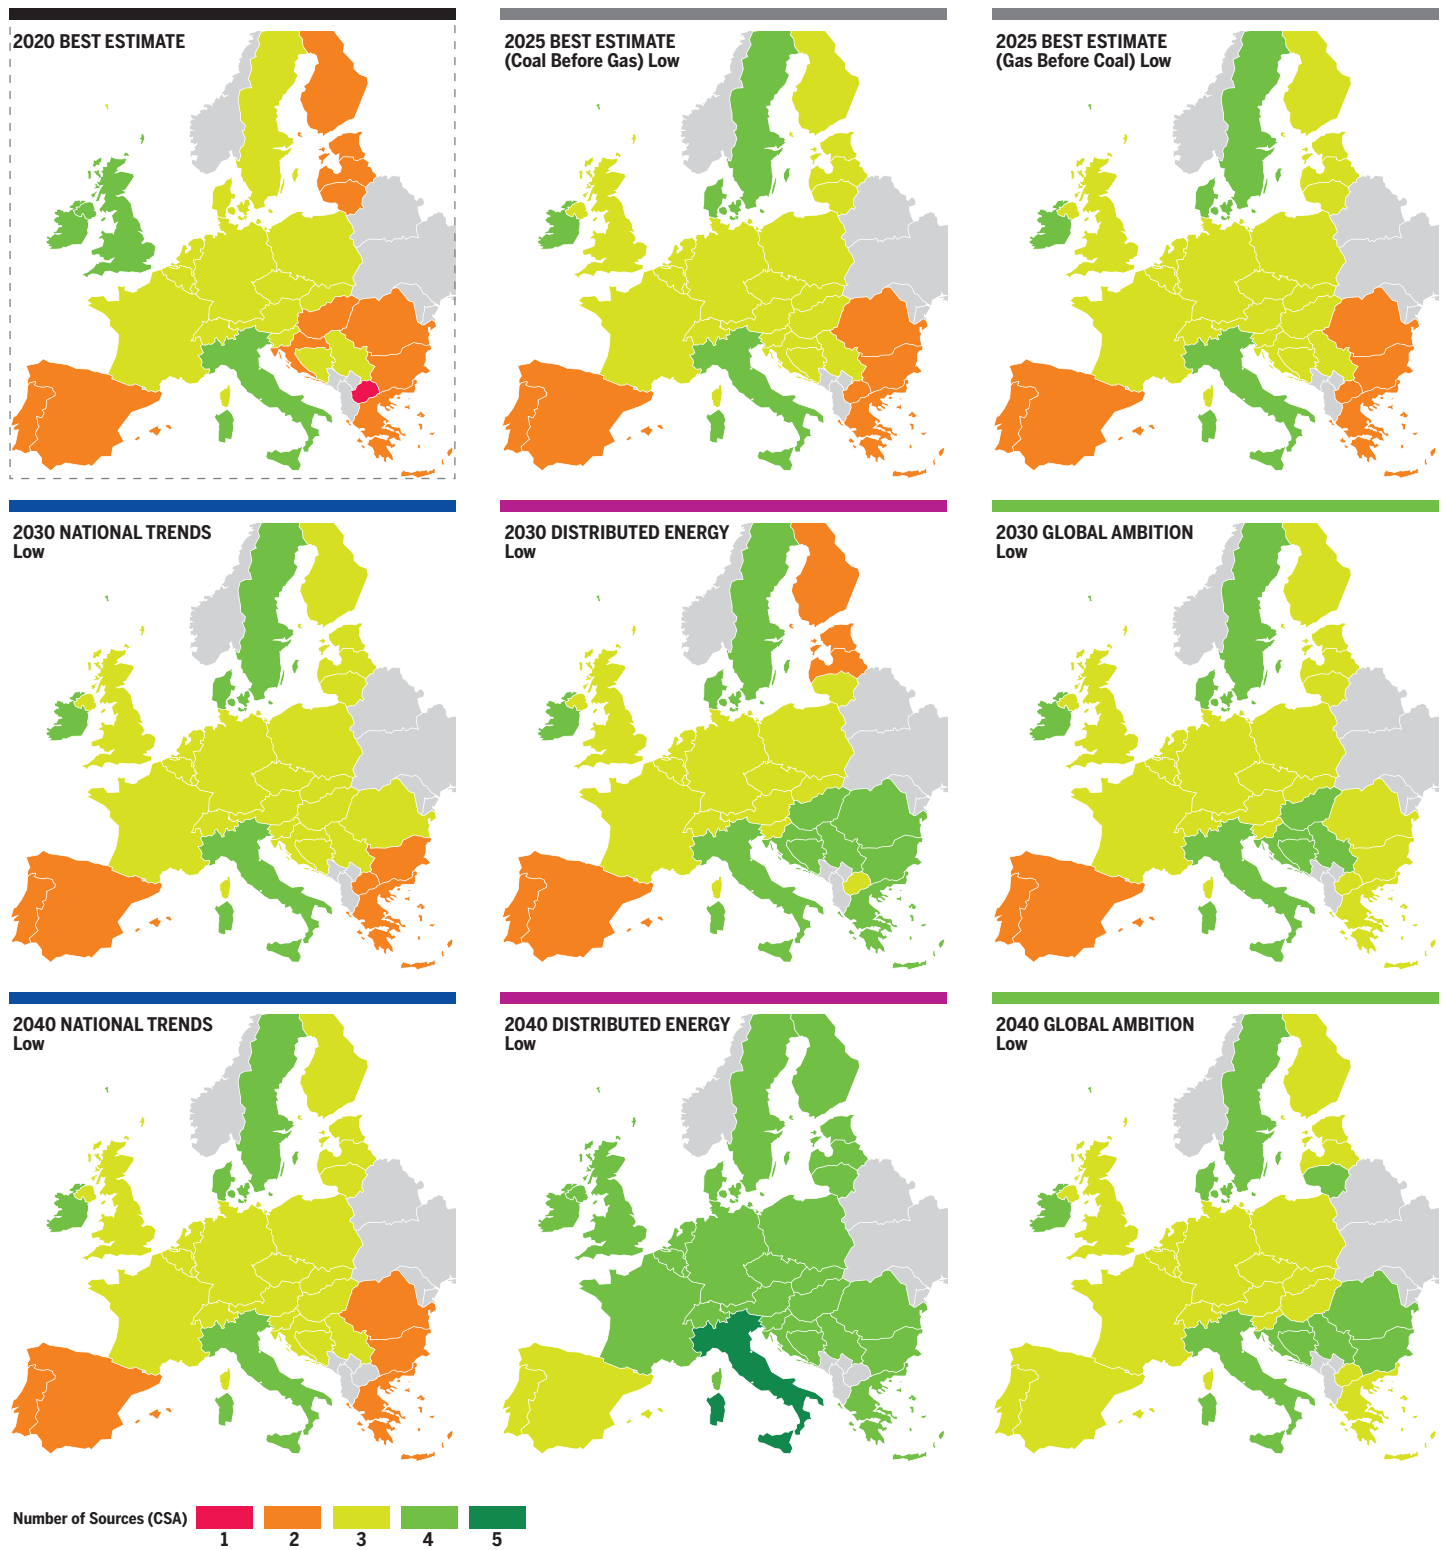 2020 BEST ESTIMATE
2025 BEST ESTIMATE
(Coal Before Gas) Low
2025 BEST ESTIMATE
(Gas Before Coal) Low
2030 NATIONAL TRENDS
Low
2030 DISTRIBUTED ENERGY
Low
2030 GLOBAL AMBITION
Low
2040 NATIONAL TRENDS
Low
2040 DISTRIBUTED ENERGY
Low
2040 GLOBAL AMBITION
Low
Number of Sources (CSA)
1 2 3 4 5